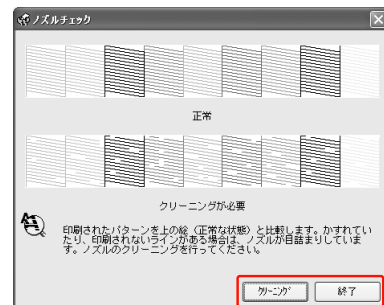 ノズルチェック
正常
クリーニングが必要
印刷されたパターンを上の絵（正常な状態）と比較します。かすれてい
たり、印刷されないラインがある場合は、ノズルが目詰まりしていま
す。ノズルのクリーニングを行ってください。
ｸﾘｰﾆﾝｸﾞ 終了